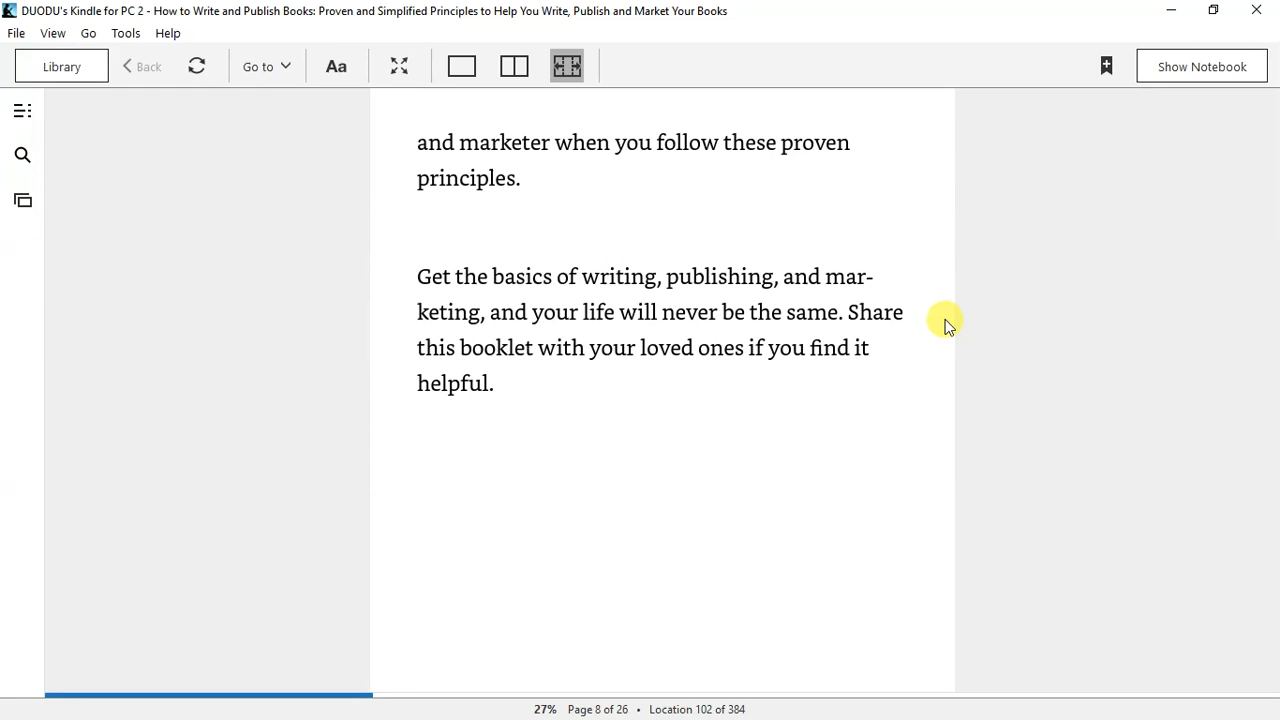 DUODU's Kindle for PC 2 - How to Write and Publish Books: Proven and Simplified Principles to Help You Write, Publish and Market Your Books
File View Go Tools Help
Library Back Go to Aa Show Notebook
and marketer when you follow these proven
principles.
Get the basics of writing, publishing, and mar-
keting, and your life will never be the same. Share
this booklet with your loved ones if you find it
helpful.
27% Page 8 of 26 • Location 102 of 384